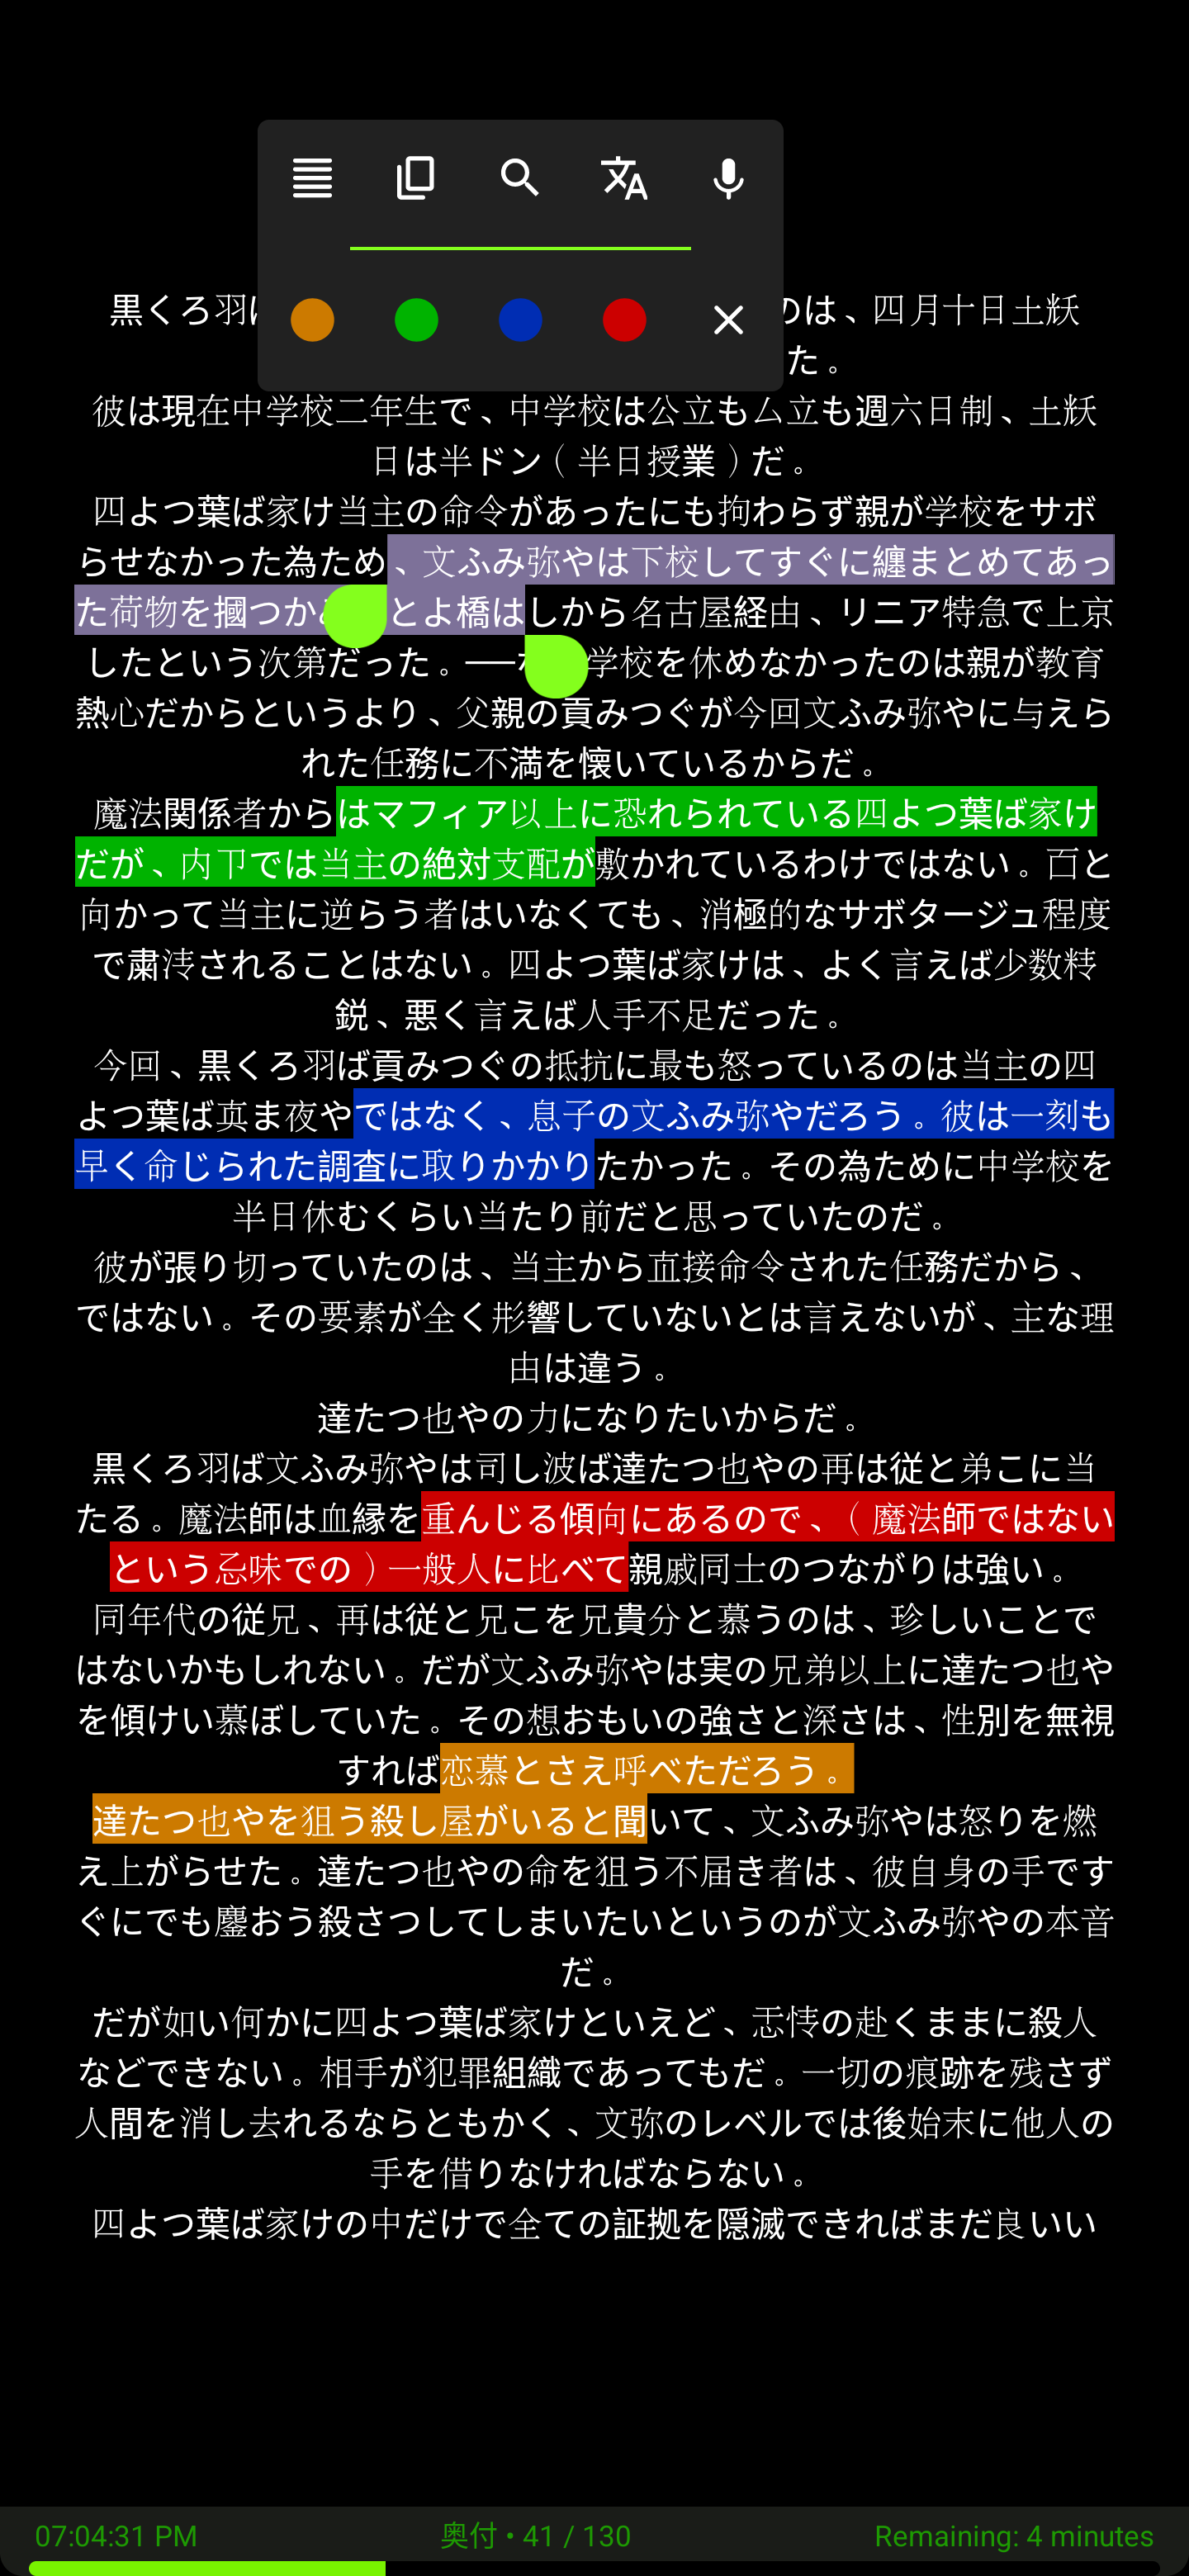 黒くろ羽
のは、四月十日土曜
た。
彼は現在中学校二年生で、中学校は公立も私立も週六日制、土曜
日は半ドン（半日授業）だ。
四よつ葉ば家け当主の命令があったにも拘わらず親が学校をサボ
らせなかった為ため、文ふみ弥やは下校してすぐに纏まとめてあっ
た荷物を摑つか とよ橋はしから名古屋経由、リニア特急で上京
したという次第だった。── 学校を休めなかったのは親が教育
熱心だからというより、父親の貢みつぐが今回文ふみ弥やに与えら
れた任務に不満を懐いているからだ。
魔法関係者からはマフィア以上に恐れられている四よつ葉ば家け
だが、内部では当主の絶対支配が敷かれているわけではない。面と
向かって当主に逆らう者はいなくても、消極的なサボタージュ程度
で粛清されることはない。四よつ葉ば家けは、よく言えば少数精
鋭、悪く言えば人手不足だった。
今回、黒くろ羽ば貢みつぐの抵抗に最も怒っているのは当主の四
よつ葉ば真ま夜やではなく、息子の文ふみ弥やだろう。彼は一刻も
早く命じられた調査に取りかかりたかった。その為ために中学校を
半日休むくらい当たり前だと思っていたのだ。
彼が張り切っていたのは、当主から直接命令された任務だから、
ではない。その要素が全く影響していないとは言えないが、主な理
由は違う。
達たつ也やの力になりたいからだ。
黒くろ羽ば文ふみ弥やは司し波ば達たつ也やの再は従と弟こに当
たる。魔法師は血縁を重んじる傾向にあるので、（魔法師ではない
という意味での）一般人に比べて親戚同士のつながりは強い。
同年代の従兄、再は従と兄こを兄貴分と慕うのは、珍しいことで
はないかもしれない。だが文ふみ弥やは実の兄弟以上に達たつ也や
を傾けい慕ぼしていた。その想おもいの強さと深さは、性別を無視
すれば恋慕とさえ呼べただろう。
達たつ也やを狙う殺し屋がいると聞いて、文ふみ弥やは怒りを燃
え上がらせた。達たつ也やの命を狙う不届き者は、彼自身の手です
ぐにでも鏖おう殺さつしてしまいたいというのが文ふみ弥やの本音
だ。
だが如い何かに四よつ葉ば家けといえど、感情の赴くままに殺人
などできない。相手が犯罪組織であってもだ。一切の痕跡を残さず
人間を消し去れるならともかく、文弥のレベルでは後始末に他人の
手を借りなければならない。
四よつ葉ば家けの中だけで全ての証拠を隠滅できればまだ良いい
07:04:31 PM
奥付 • 41 / 130
Remaining: 4 minutes